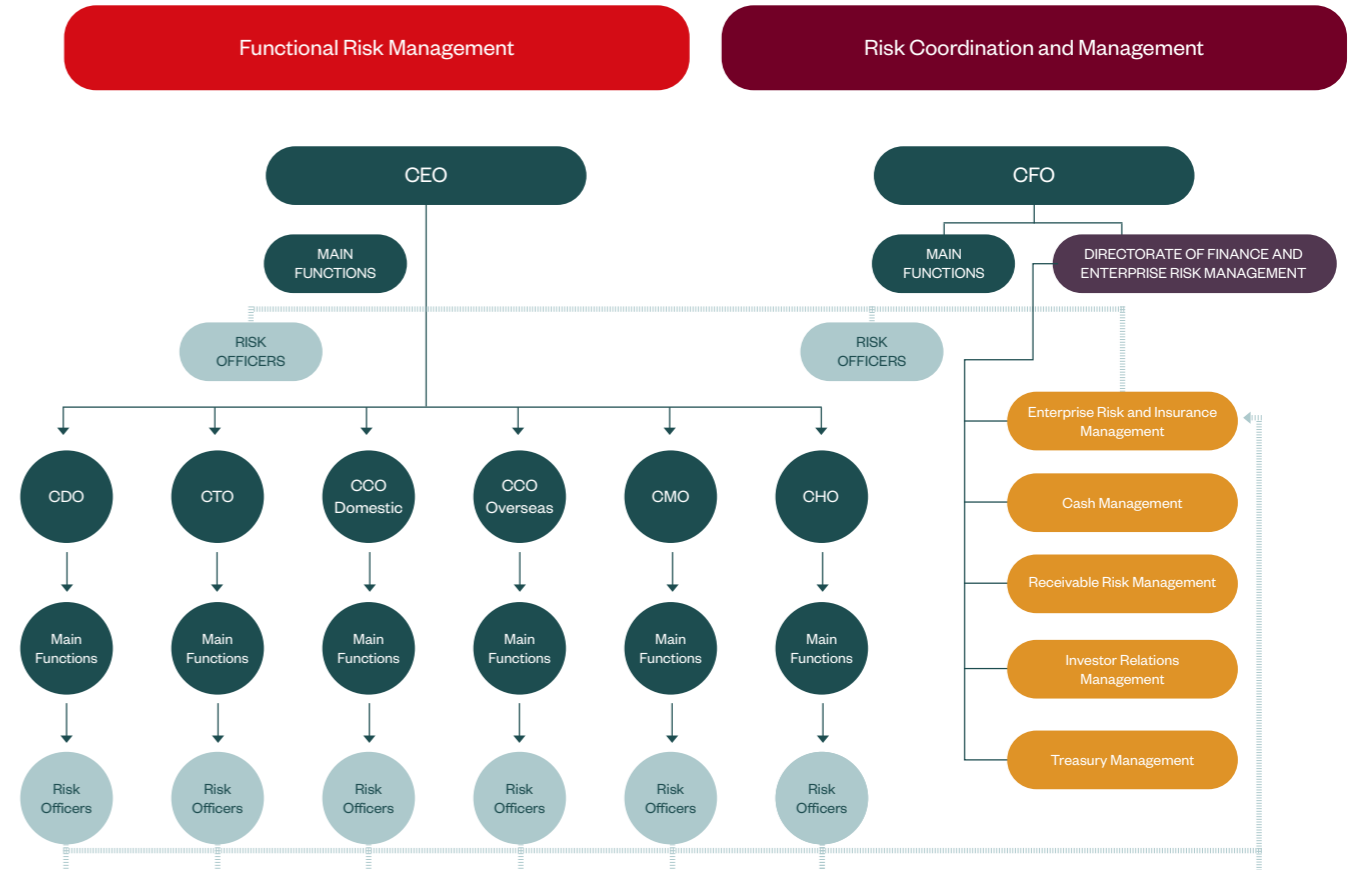 Functional Risk Management
Risk Coordination and Management
CEO
CFO
MAIN
FUNCTIONS
MAIN
FUNCTIONS
DIRECTORATE OF FINANCE AND
ENTERPRISE RISK MANAGEMENT
RISK
OFFICERS
RISK
OFFICERS
CDO
CTO
CCO
Domestic
CCO
Overseas
CMO
CHO
Main
Functions
Main
Functions
Main
Functions
Main
Functions
Main
Functions
Main
Functions
Risk
Officers
Risk
Officers
Risk
Officers
Risk
Officers
Risk
Officers
Risk
Officers
Enterprise Risk and Insurance
Management
Cash Management
Receivable Risk Management
Investor Relations
Management
Treasury Management